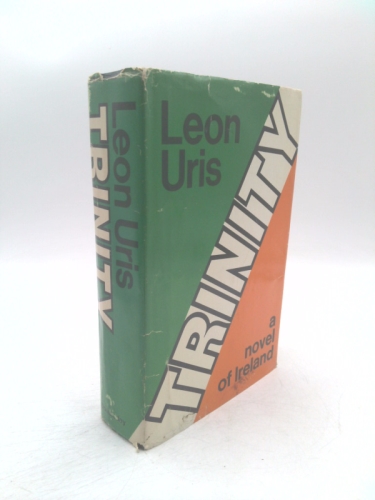 Leon Uris
TRINITY
Leon
Uris
TRINITY
a
novel
of Ireland